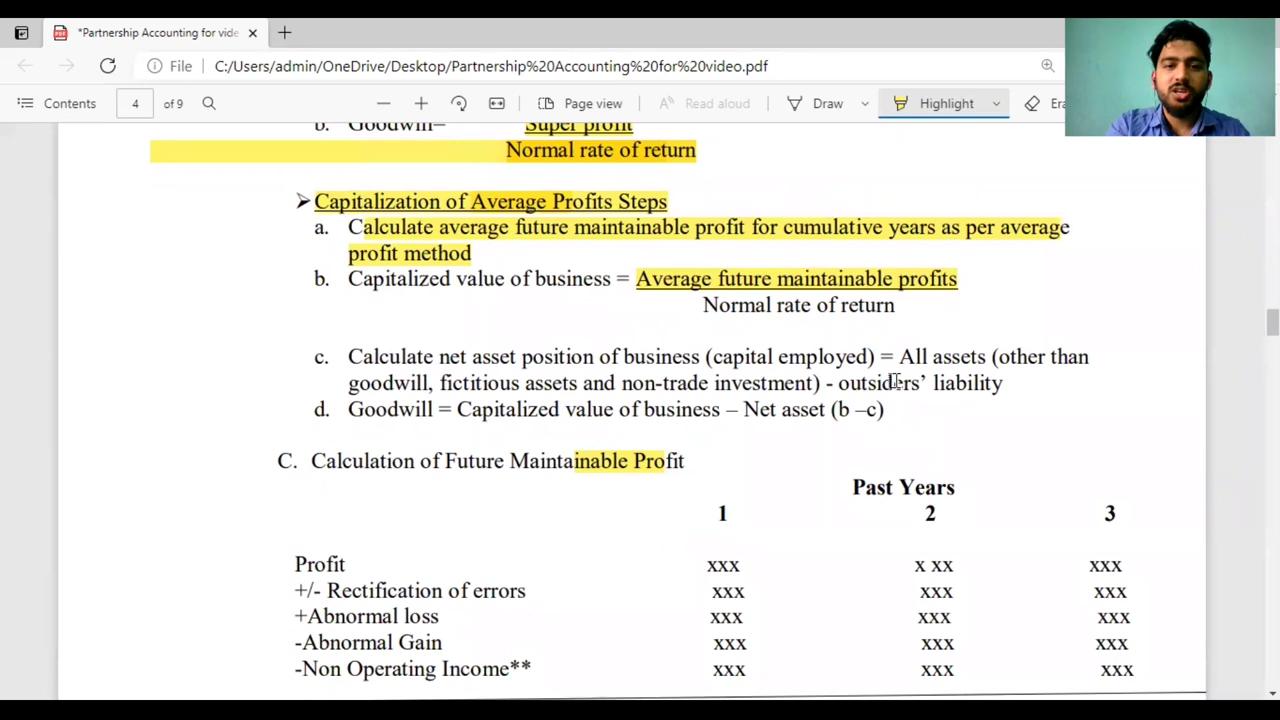 *Partnership Accounting for vide
File C:/Users/admin/OneDrive/Desktop/Partnership%20Accounting%20for%20video.pdf
Contents 4 of 9 Page view Read aloud Draw Highlight Era
b. Goodwill= Super profit
Normal rate of return
➤ Capitalization of Average Profits Steps
a. Calculate average future maintainable profit for cumulative years as per average
profit method
b. Capitalized value of business = Average future maintainable profits
Normal rate of return
c. Calculate net asset position of business (capital employed) = All assets (other than
goodwill, fictitious assets and non-trade investment) - outsiders’ liability
d. Goodwill = Capitalized value of business – Net asset (b –c)
C. Calculation of Future Maintainable Profit
Past Years
1 2 3
Profit xxx x xx xxx
+/- Rectification of errors xxx xxx xxx
+Abnormal loss xxx xxx xxx
-Abnormal Gain xxx xxx xxx
-Non Operating Income** xxx xxx xxx